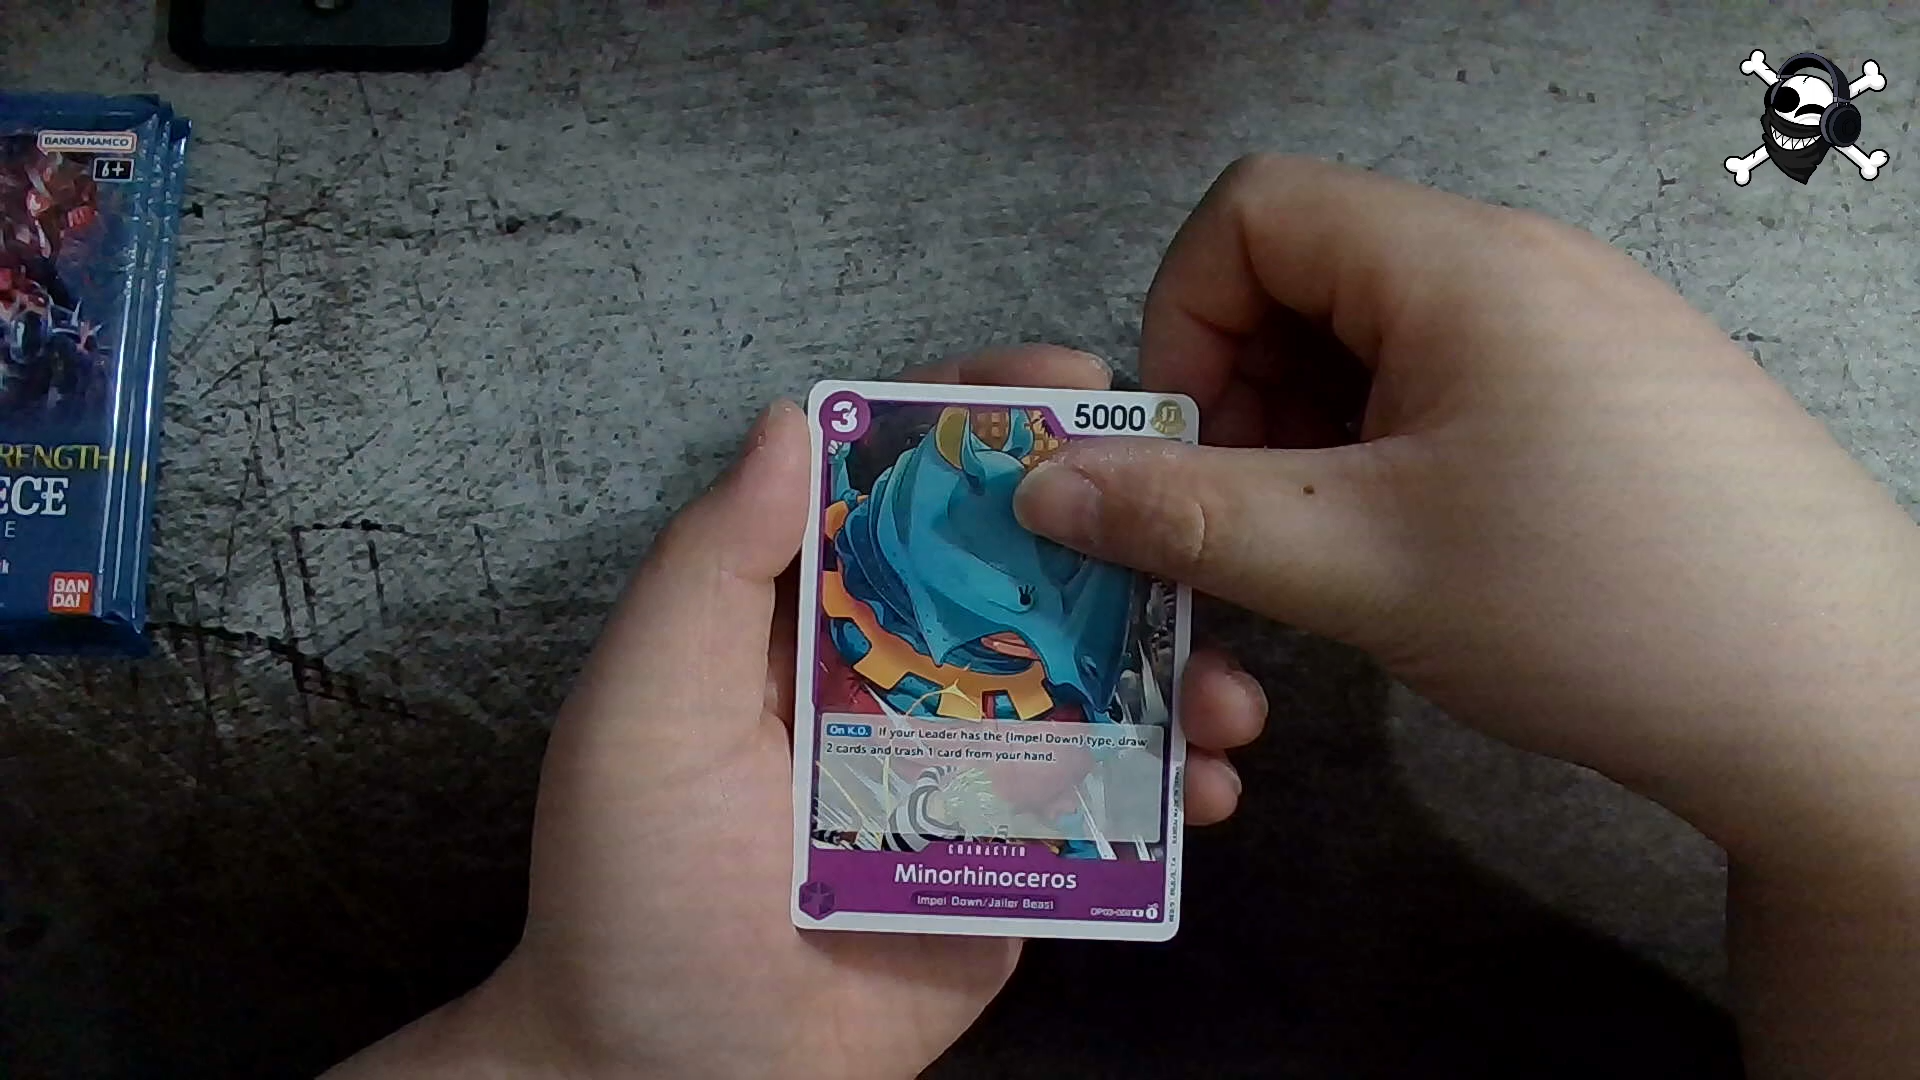 BANDAI NAMCO
6+
RENGTH
ECE
E
BAN
DAI
3
5000
On K.O. If your Leader has the {Impel Down} type, draw
2 cards and trash 1 card from your hand.
CHARACTER
Minorhinoceros
Impel Down/Jailer Beast
1